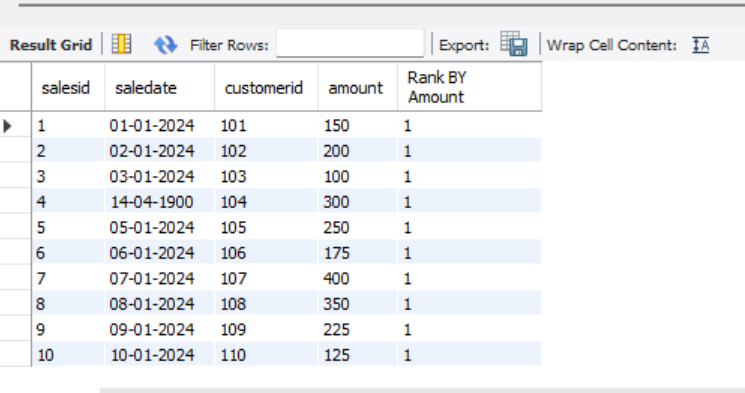 Result Grid Filter Rows: Export: Wrap Cell Content:
salesid saledate customerid amount Rank BY Amount
1 01-01-2024 101 150 1
2 02-01-2024 102 200 1
3 03-01-2024 103 100 1
4 14-04-1900 104 300 1
5 05-01-2024 105 250 1
6 06-01-2024 106 175 1
7 07-01-2024 107 400 1
8 08-01-2024 108 350 1
9 09-01-2024 109 225 1
10 10-01-2024 110 125 1